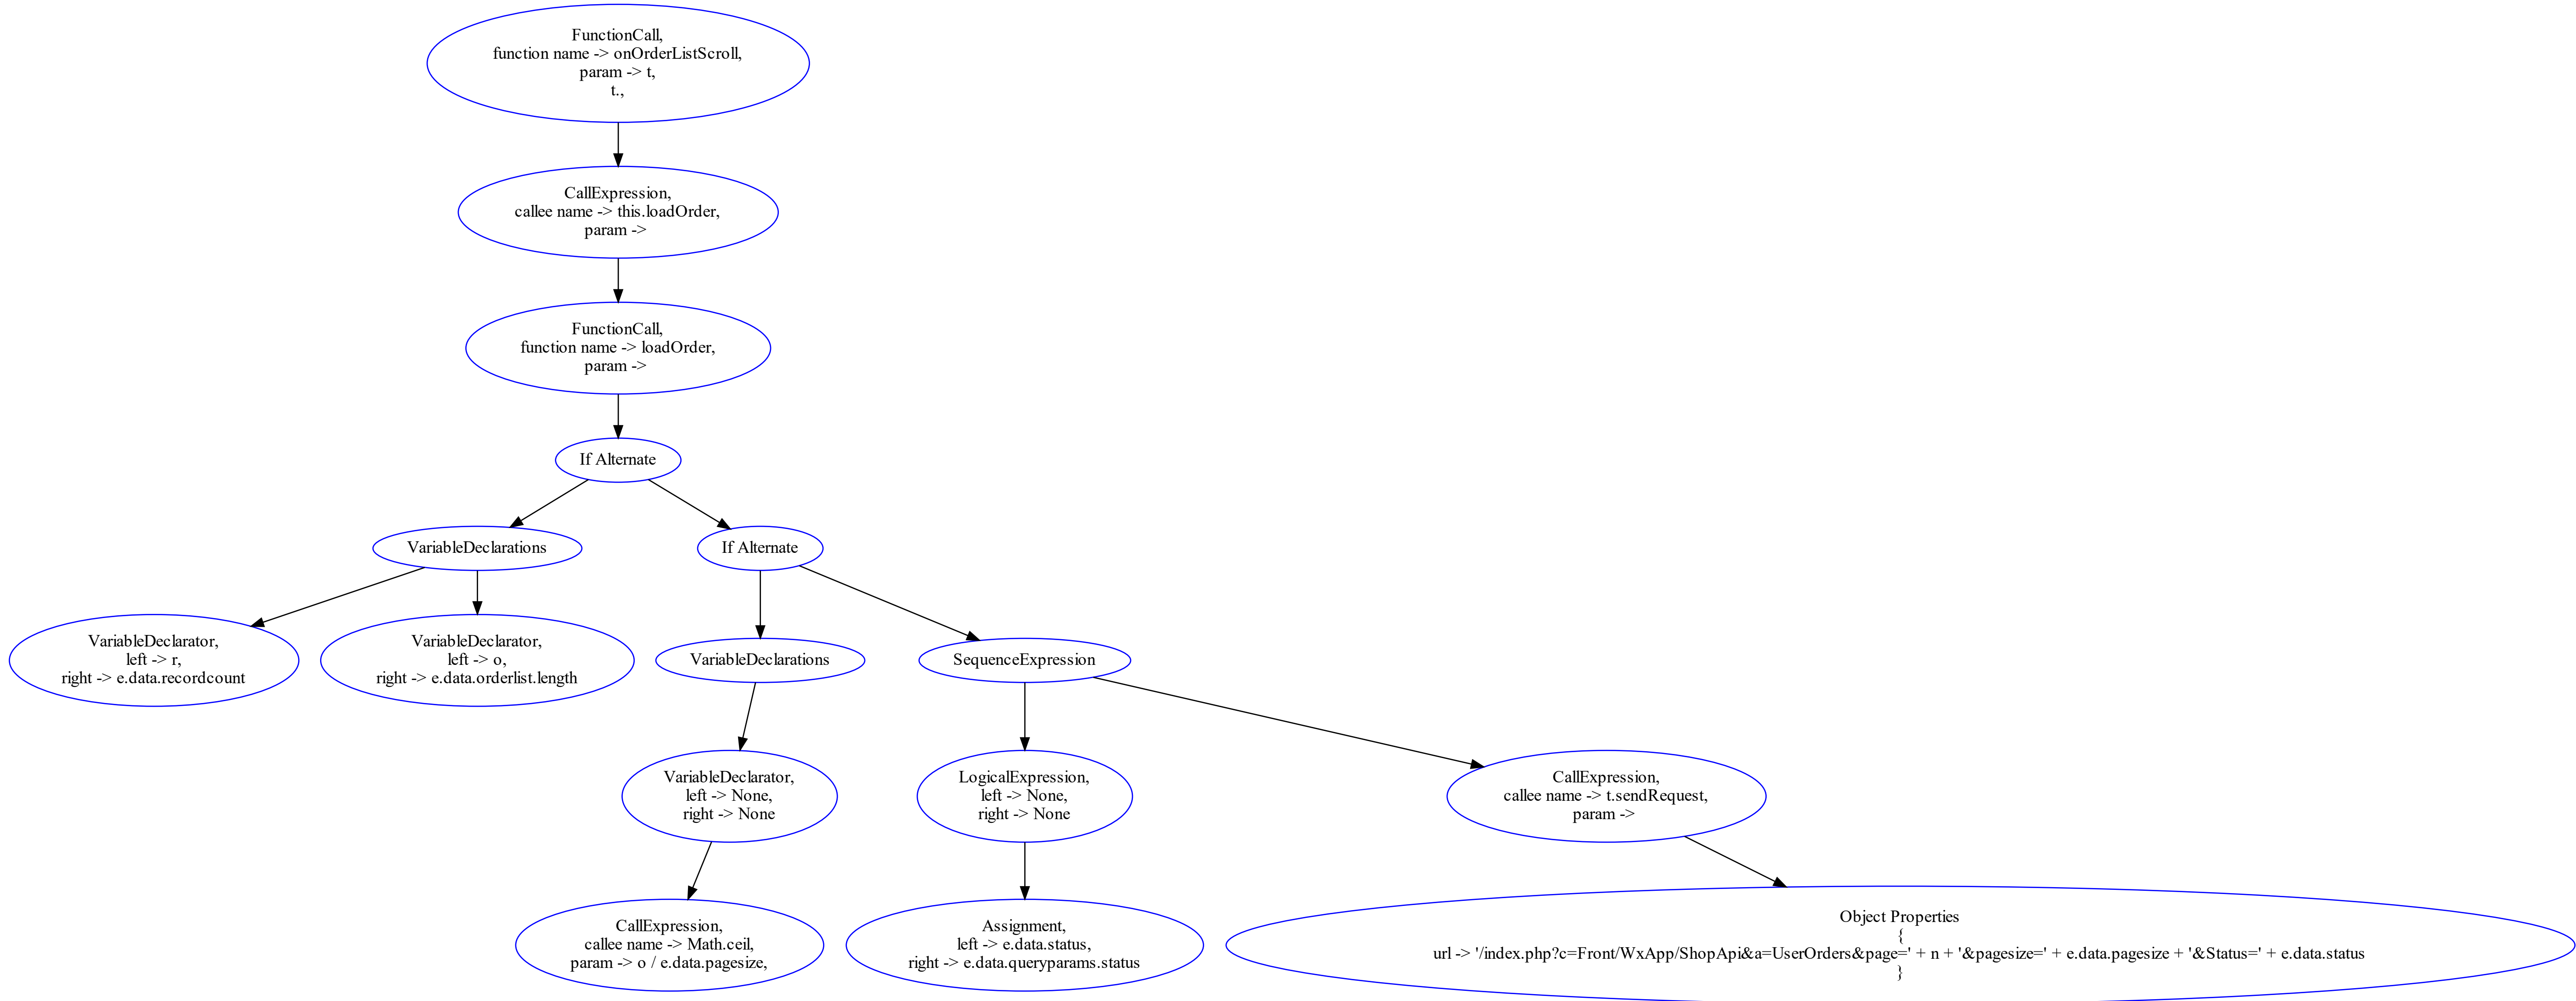 FunctionCall,
function name -> onOrderListScroll,
param -> t,
t.,
CallExpression,
callee name -> this.loadOrder,
param ->
FunctionCall,
function name -> loadOrder,
param ->
If Alternate
VariableDeclarations
If Alternate
VariableDeclarator,
left -> r,
right -> e.data.recordcount
VariableDeclarator,
left -> o,
right -> e.data.orderlist.length
VariableDeclarations
SequenceExpression
VariableDeclarator,
left -> None,
right -> None
LogicalExpression,
left -> None,
right -> None
CallExpression,
callee name -> t.sendRequest,
param ->
CallExpression,
callee name -> Math.ceil,
param -> o / e.data.pagesize,
Assignment,
left -> e.data.status,
right -> e.data.queryparams.status
Object Properties
{
url -> '/index.php?c=Front/WxApp/ShopApi&a=UserOrders&page=' + n + '&pagesize=' + e.data.pagesize + '&Status=' + e.data.status
}